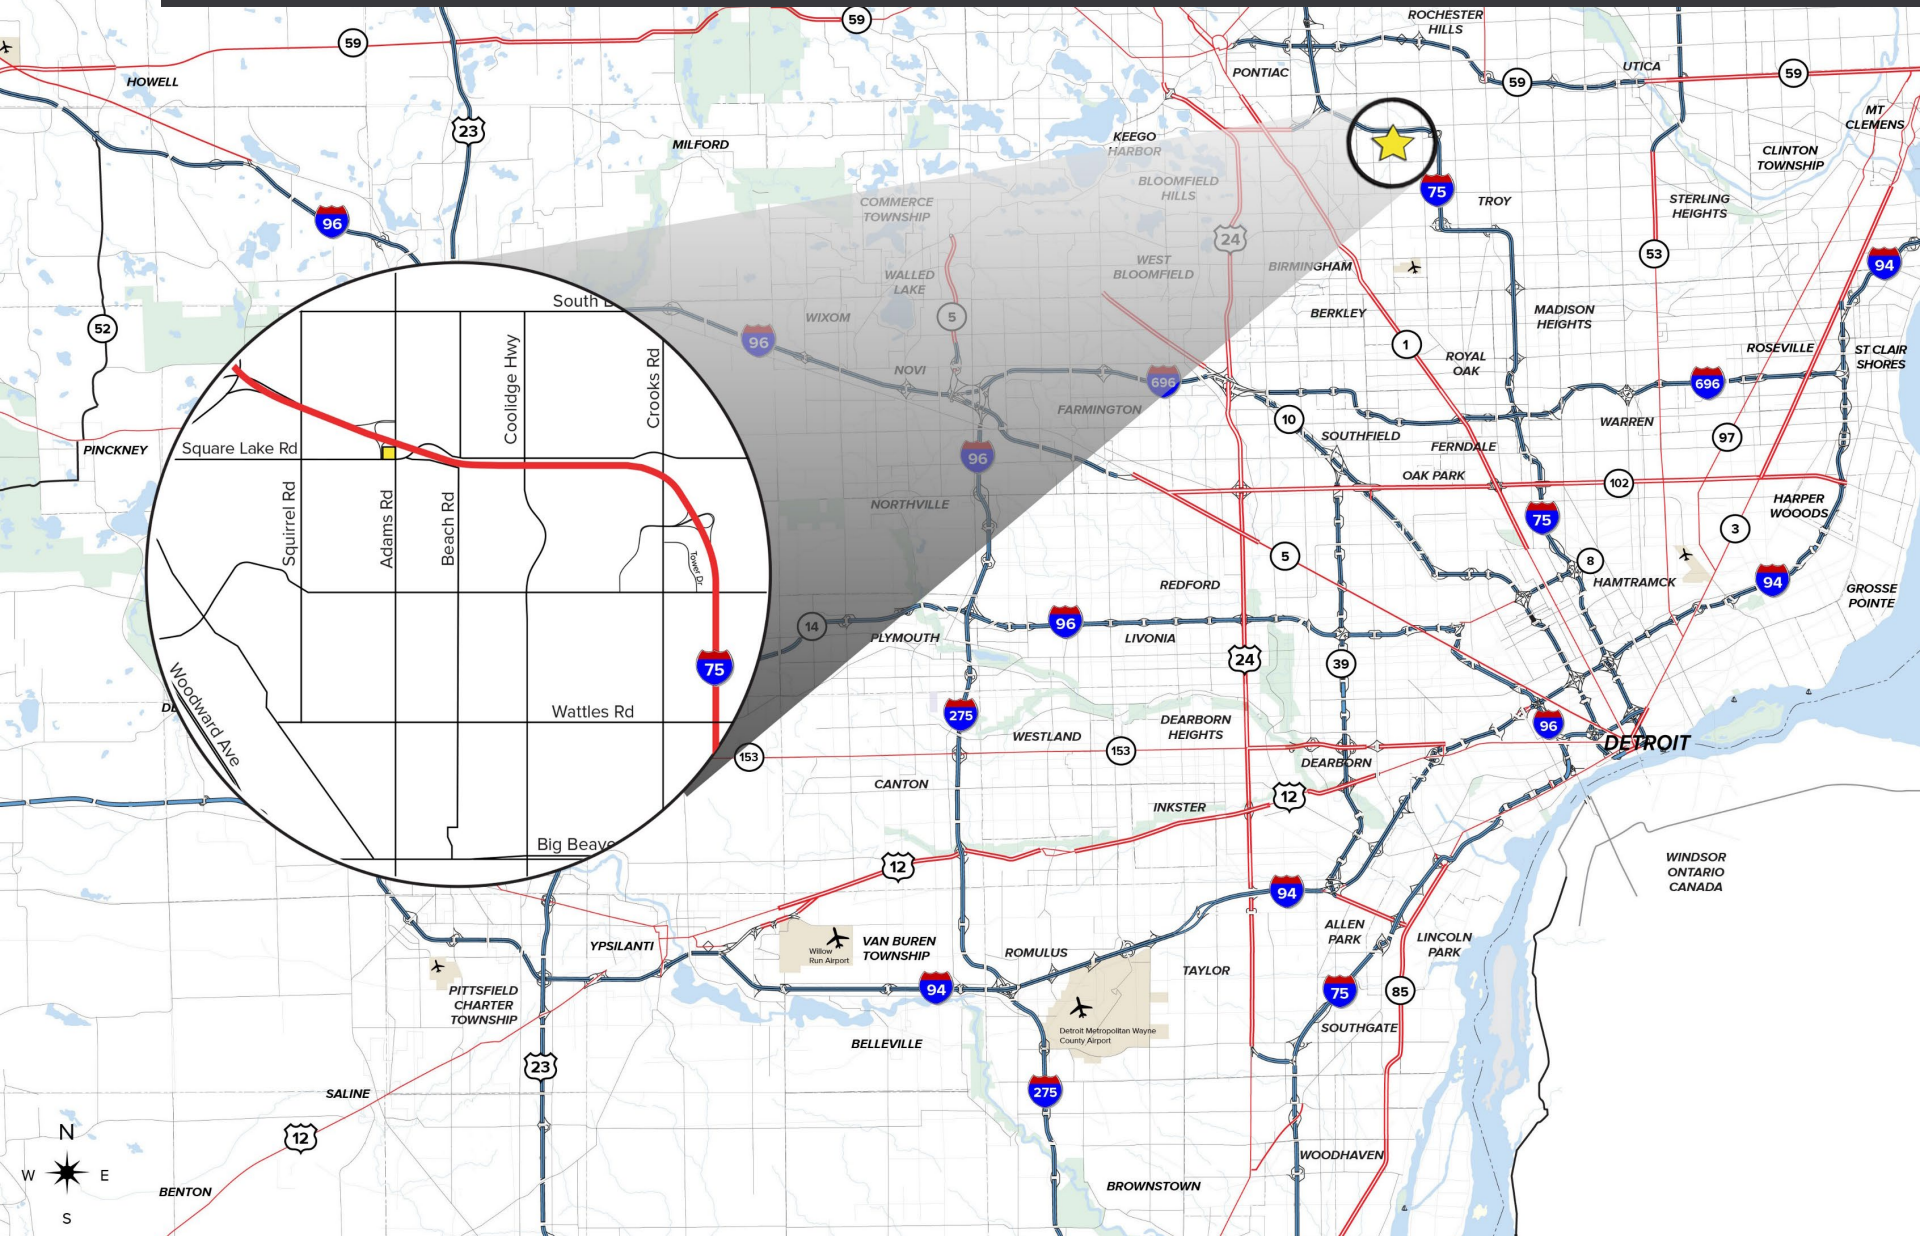 59
59
ROCHESTER
HILLS
HOWELL
PONTIAC
UTICA
59
59
23
MILFORD
KEEGO
HARBOR
MT
CLEMENS
CLINTON
TOWNSHIP
96
BLOOMFIELD
HILLS
75
TROY
STERLING
HEIGHTS
COMMERCE
TOWNSHIP
24
53
94
WEST
BLOOMFIELD
BIRMINGHAM
WALLED
LAKE
52
WIXOM
5
BERKLEY
MADISON
HEIGHTS
96
1
ROSEVILLE
ST CLAIR
SHORES
NOVI
ROYAL
OAK
696
696
FARMINGTON
10
WARREN
SOUTHFIELD
FERNDALE
97
PINCKNEY
96
OAK PARK
102
NORTHVILLE
HARPER
WOOODS
75
3
5
8
REDFORD
HAMTRAMCK
94
GROSSE
POINTE
14
PLYMOUTH
96
LIVONIA
24
39
275
DEARBORN
HEIGHTS
96
DETROIT
WESTLAND
153
153
DEARBORN
CANTON
12
INKSTER
12
WINDSOR
ONTARIO
CANADA
94
ALLEN
PARK
LINCOLN
PARK
YPSILANTI
Willow
Run Airport
VAN BUREN
TOWNSHIP
ROMULUS
TAYLOR
94
75
85
PITTSFIELD
CHARTER
TOWNSHIP
Detroit Metropolitan Wayne
County Airport
SOUTHGATE
BELLEVILLE
23
SALINE
275
12
WOODHAVEN
BROWNSTOWN
BENTON
N
W
E
S
South
Coolidge Hwy
Crooks Rd
Square Lake Rd
Squirrel Rd
Adams Rd
Beach Rd
Tower Dr.
75
Woodward Ave
Wattles Rd
Big Beave